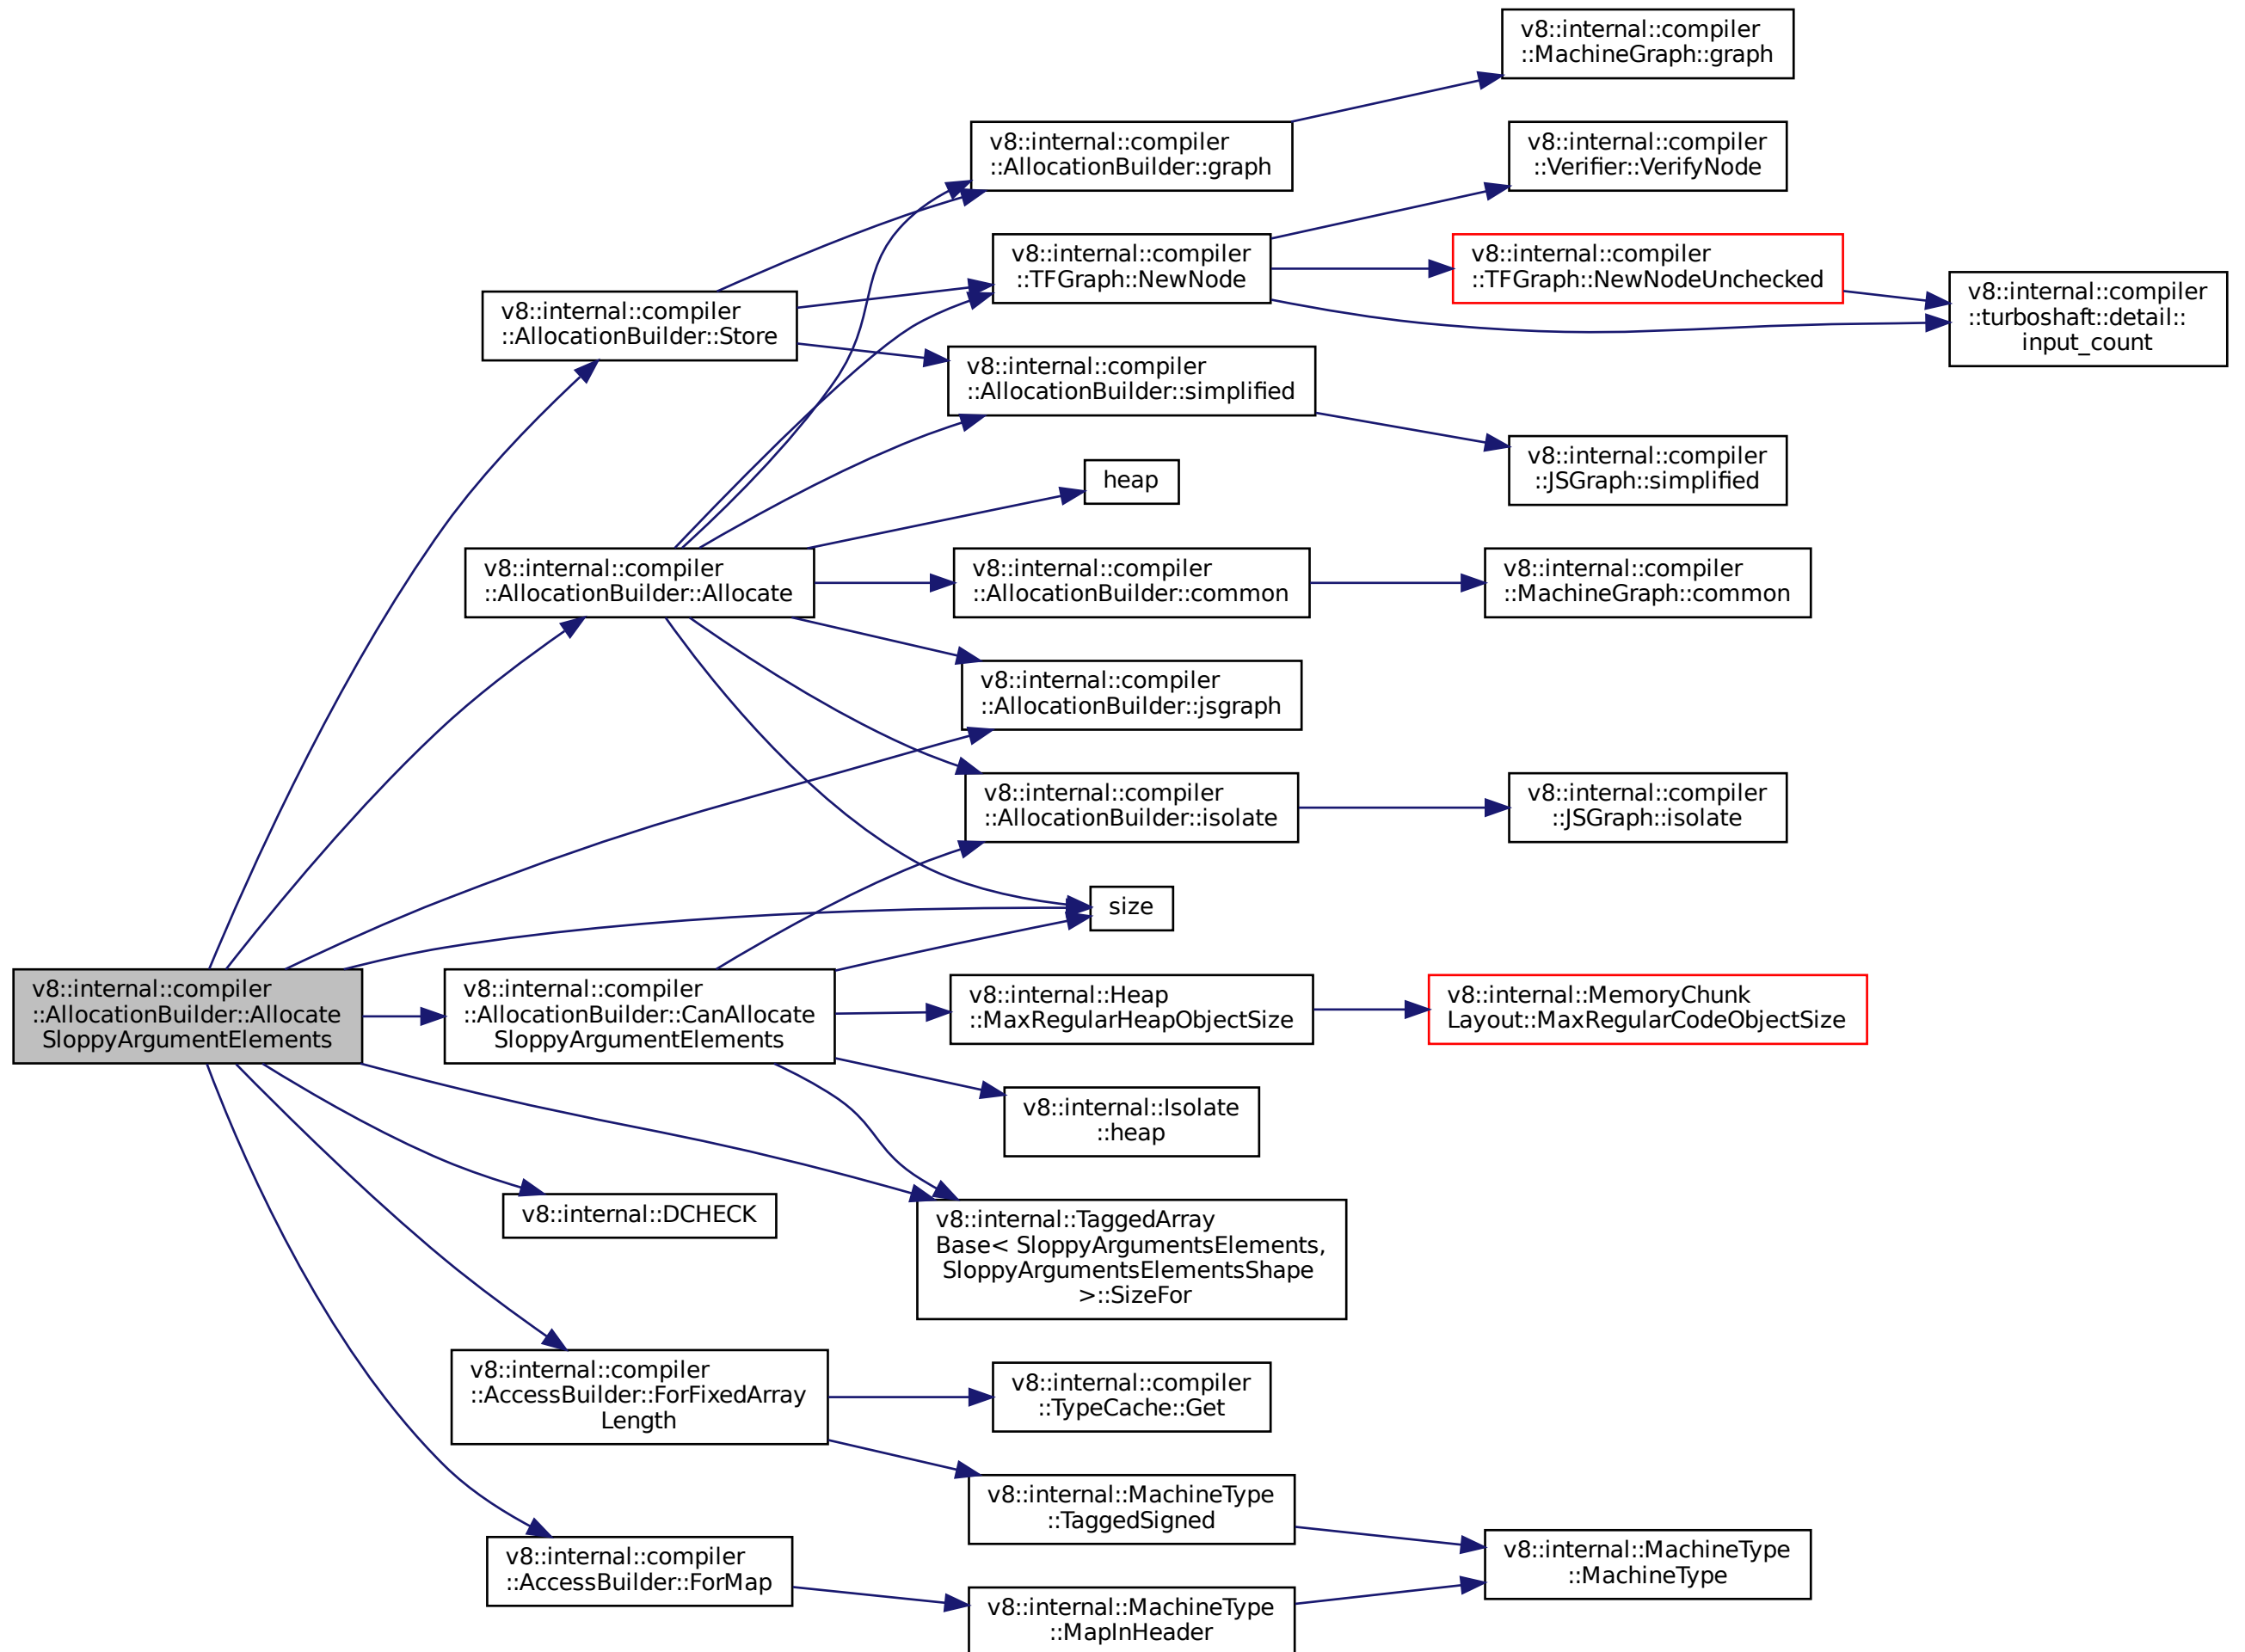 v8::internal::compiler
::MachineGraph::graph
v8::internal::compiler
::AllocationBuilder::graph
v8::internal::compiler
::Verifier::VerifyNode
v8::internal::compiler
::TFGraph::NewNode
v8::internal::compiler
::TFGraph::NewNodeUnchecked
v8::internal::compiler
::turboshaft::detail::
input_count
v8::internal::compiler
::AllocationBuilder::Store
v8::internal::compiler
::AllocationBuilder::simplified
v8::internal::compiler
::JSGraph::simplified
heap
v8::internal::compiler
::AllocationBuilder::Allocate
v8::internal::compiler
::AllocationBuilder::common
v8::internal::compiler
::MachineGraph::common
v8::internal::compiler
::AllocationBuilder::jsgraph
v8::internal::compiler
::AllocationBuilder::isolate
v8::internal::compiler
::JSGraph::isolate
size
v8::internal::compiler
::AllocationBuilder::Allocate
SloppyArgumentElements
v8::internal::compiler
::AllocationBuilder::CanAllocate
SloppyArgumentElements
v8::internal::Heap
::MaxRegularHeapObjectSize
v8::internal::MemoryChunk
Layout::MaxRegularCodeObjectSize
v8::internal::Isolate
::heap
v8::internal::DCHECK
v8::internal::TaggedArray
Base< SloppyArgumentsElements,
SloppyArgumentsElementsShape
>::SizeFor
v8::internal::compiler
::AccessBuilder::ForFixedArray
Length
v8::internal::compiler
::TypeCache::Get
v8::internal::MachineType
::TaggedSigned
v8::internal::compiler
::AccessBuilder::ForMap
v8::internal::MachineType
::MachineType
v8::internal::MachineType
::MapInHeader